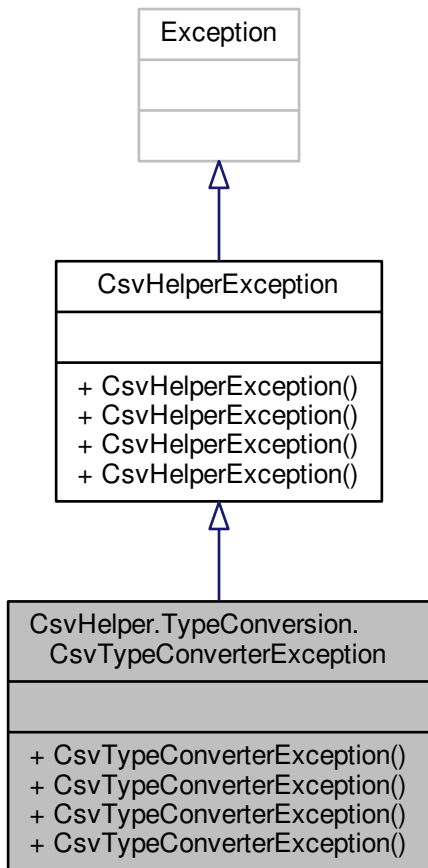 Exception
CsvHelperException
+ CsvHelperException()
+ CsvHelperException()
+ CsvHelperException()
+ CsvHelperException()
CsvHelper.TypeConversion.
CsvTypeConverterException
+ CsvTypeConverterException()
+ CsvTypeConverterException()
+ CsvTypeConverterException()
+ CsvTypeConverterException()